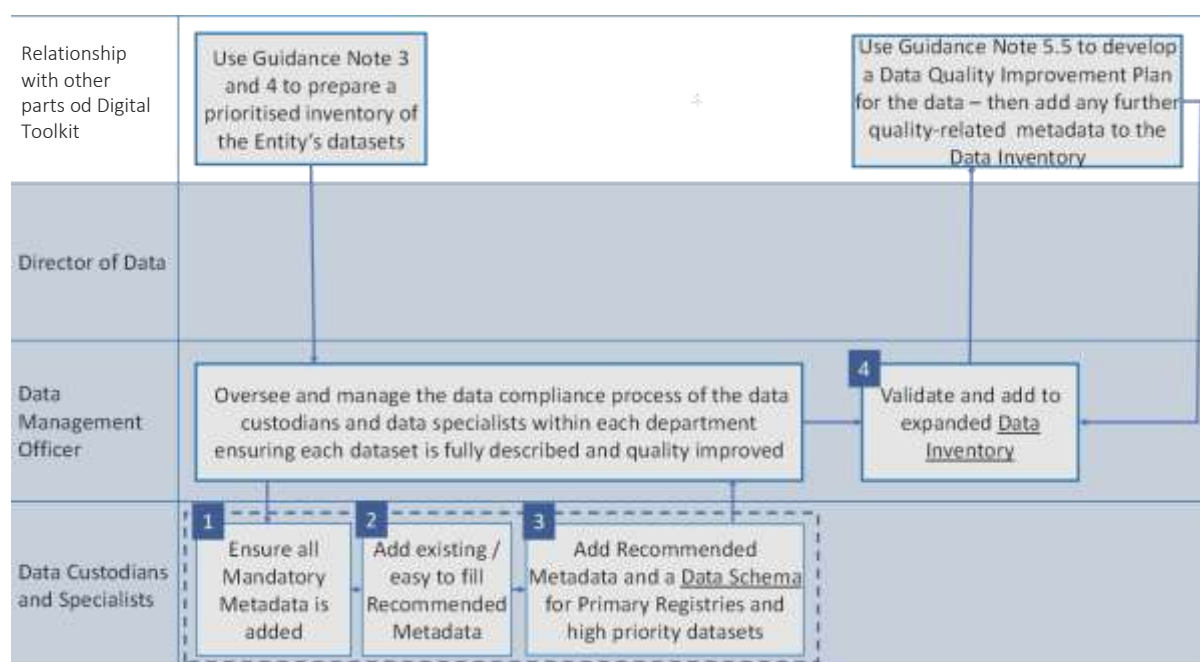 Relationship
with other
parts od Digital
Toolkit
Use Guidance Note 3
and 4 to prepare a
prioritised inventory of
the Entity's datasets
Use Guidance Note 5.5 to develop
a Data Quality Improvement Plan
for the data – then add any further
quality-related metadata to the
Data Inventory
Director of Data
Data
Management
Officer
Oversee and manage the data compliance process of the data
custodians and data specialists within each department
ensuring each dataset is fully described and quality improved
4
Validate and add to
expanded Data
Inventory
Data Custodians
and Specialists
1
Ensure all
Mandatory
Metadata is
added
2
Add existing /
easy to fill
Recommended
Metadata
3
Add Recommended
Metadata and a Data Schema
for Primary Registries and
high priority datasets